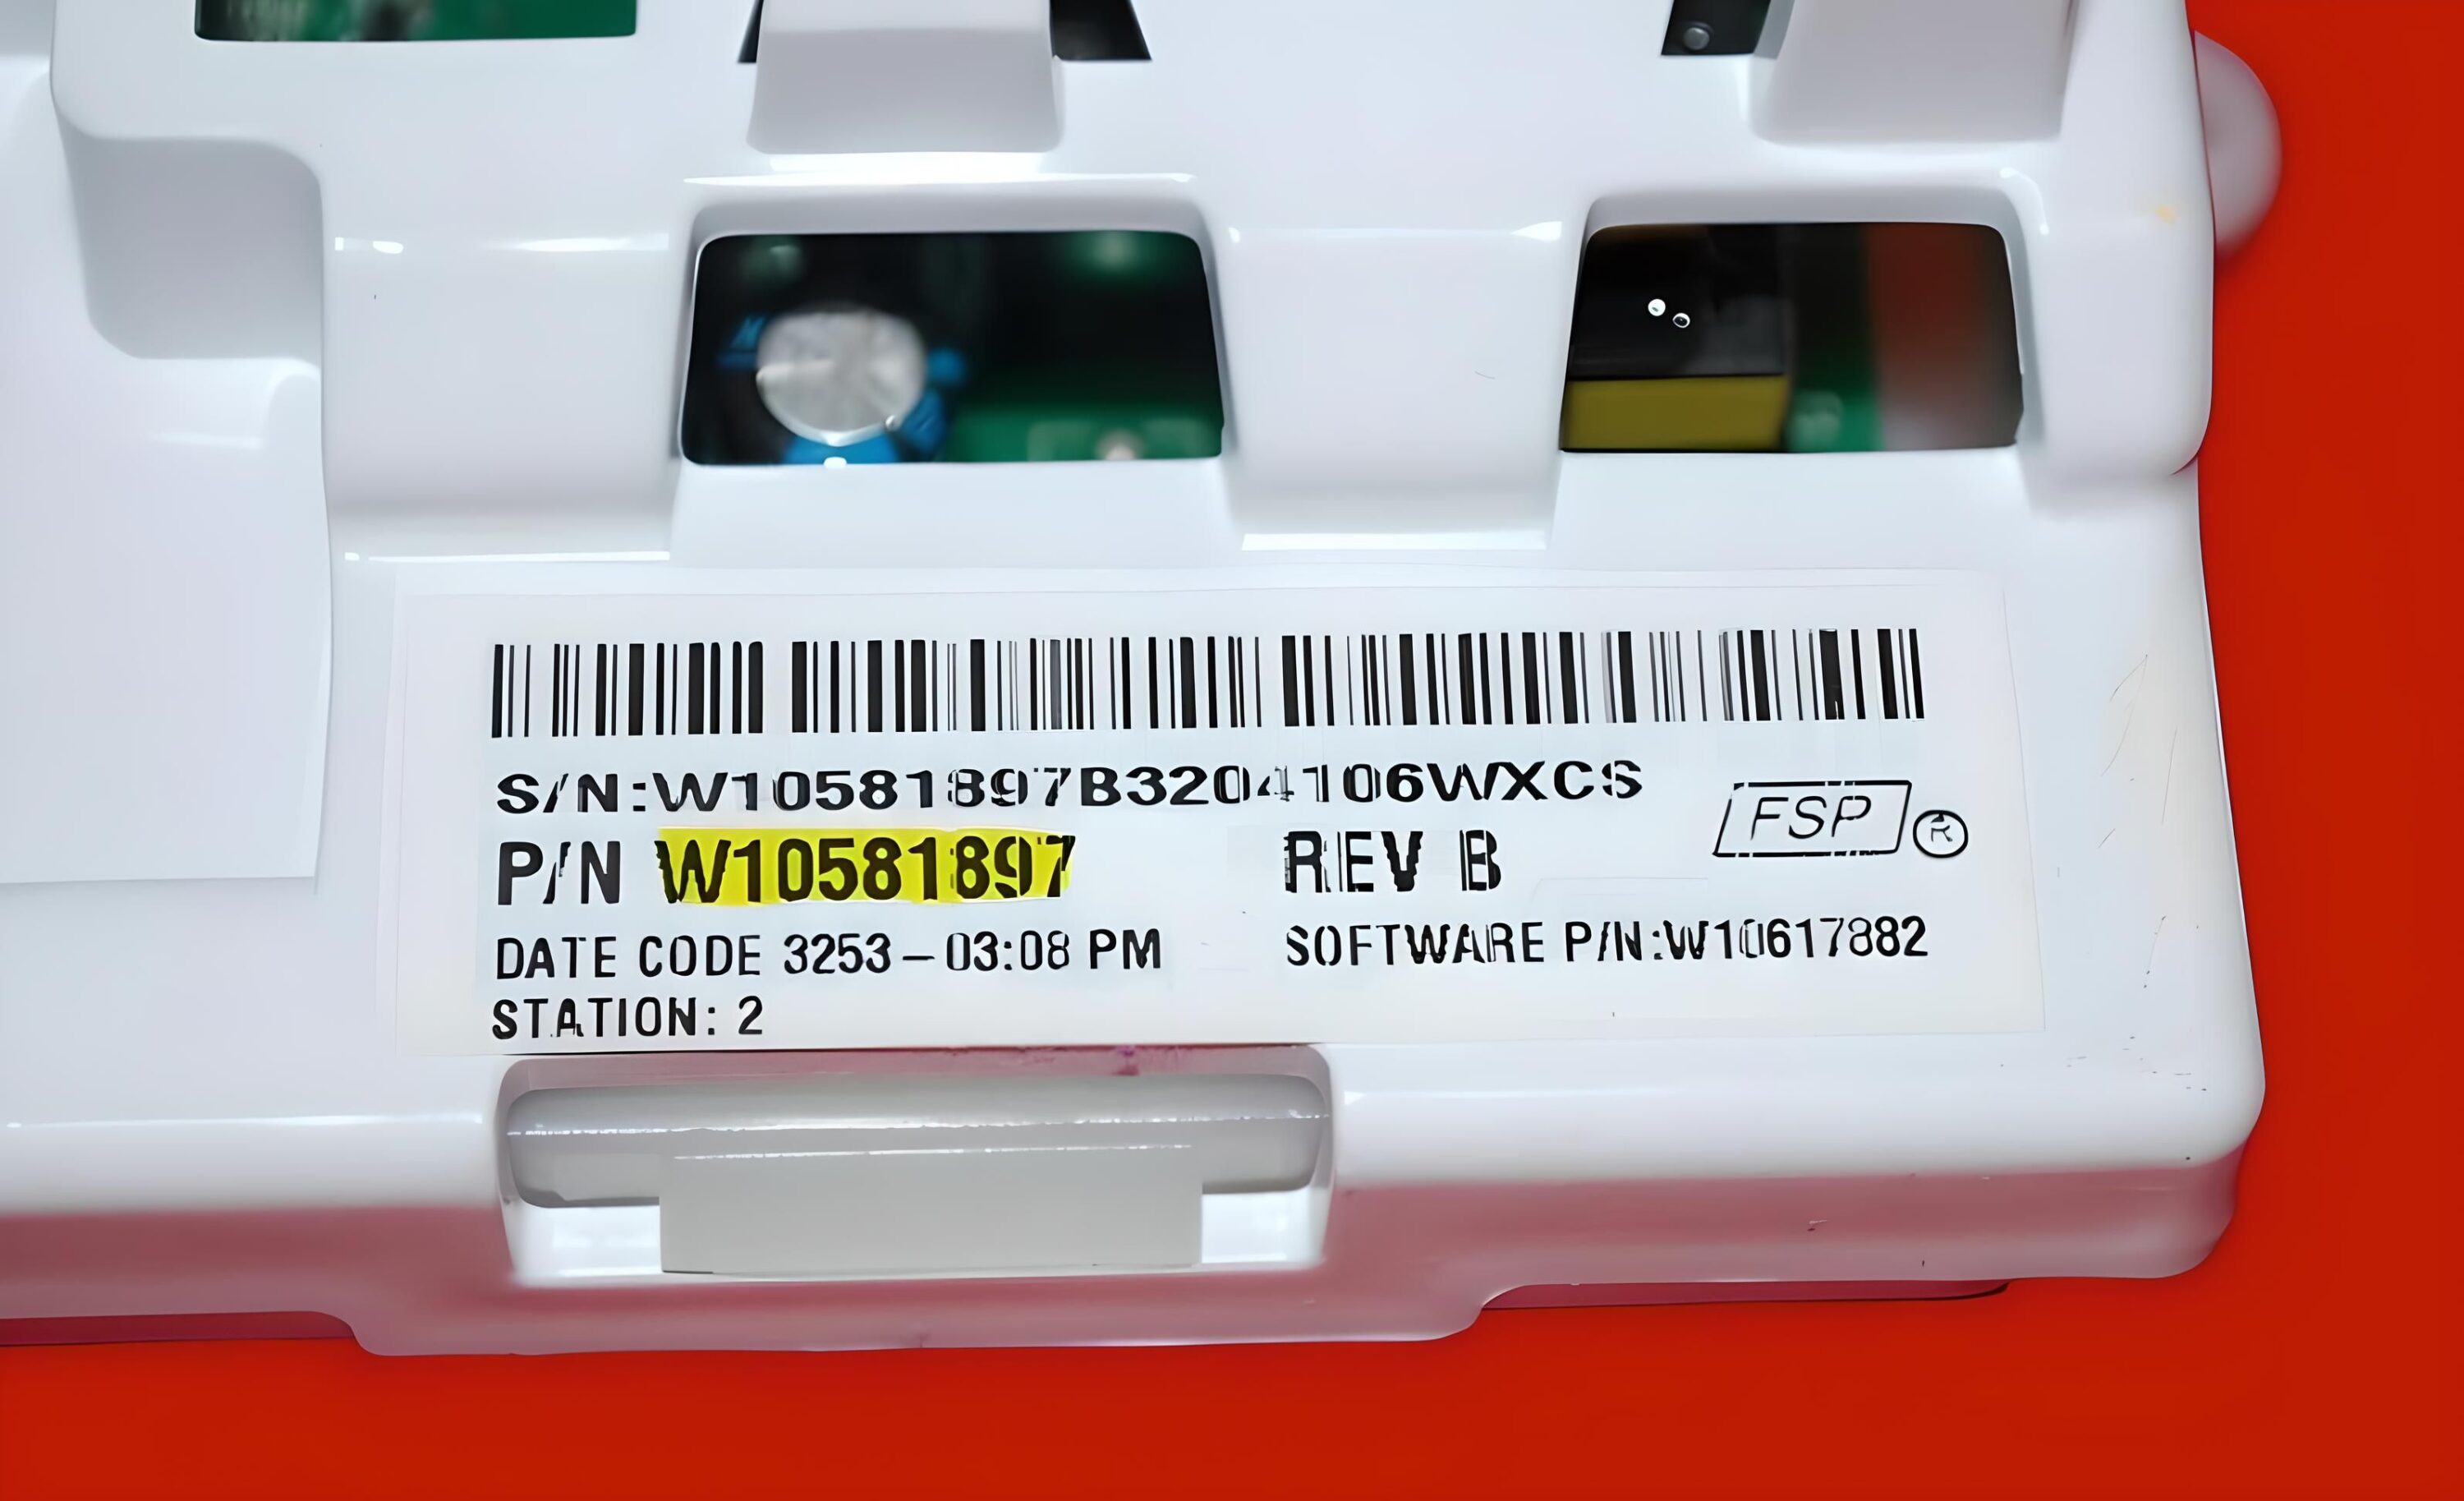 S/N:W10581897B3204106WXCS
FSP ®
P/N W10581897 REV B
DATE CODE 3253-03:08 PM SOFTWARE P/N:W10617882
STATION: 2